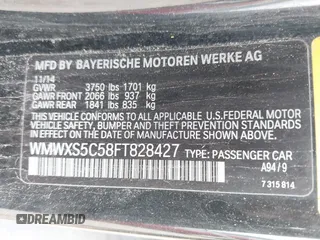 MFD BY BAYERISCHE MOTOREN WERKE AG
11/14
GVWR 3750 lbs 1701 kg
GAWR FRONT 2066 lbs 937 kg
GAWR REAR 1841 lbs 835 kg
THIS VEHICLE CONFORMS TO ALL APPLICABLE U.S. FEDERAL MOTOR
VEHICLE SAFETY, BUMPER AND THEFT PREVENTION STANDARDS IN EFFECT ON THE
DATE OF MANUFACTURE SHOWN ABOVE.
WMWXS5C58FT828427 TYPE: PASSENGER CAR
A94/9
7 315 814
DREAMBID